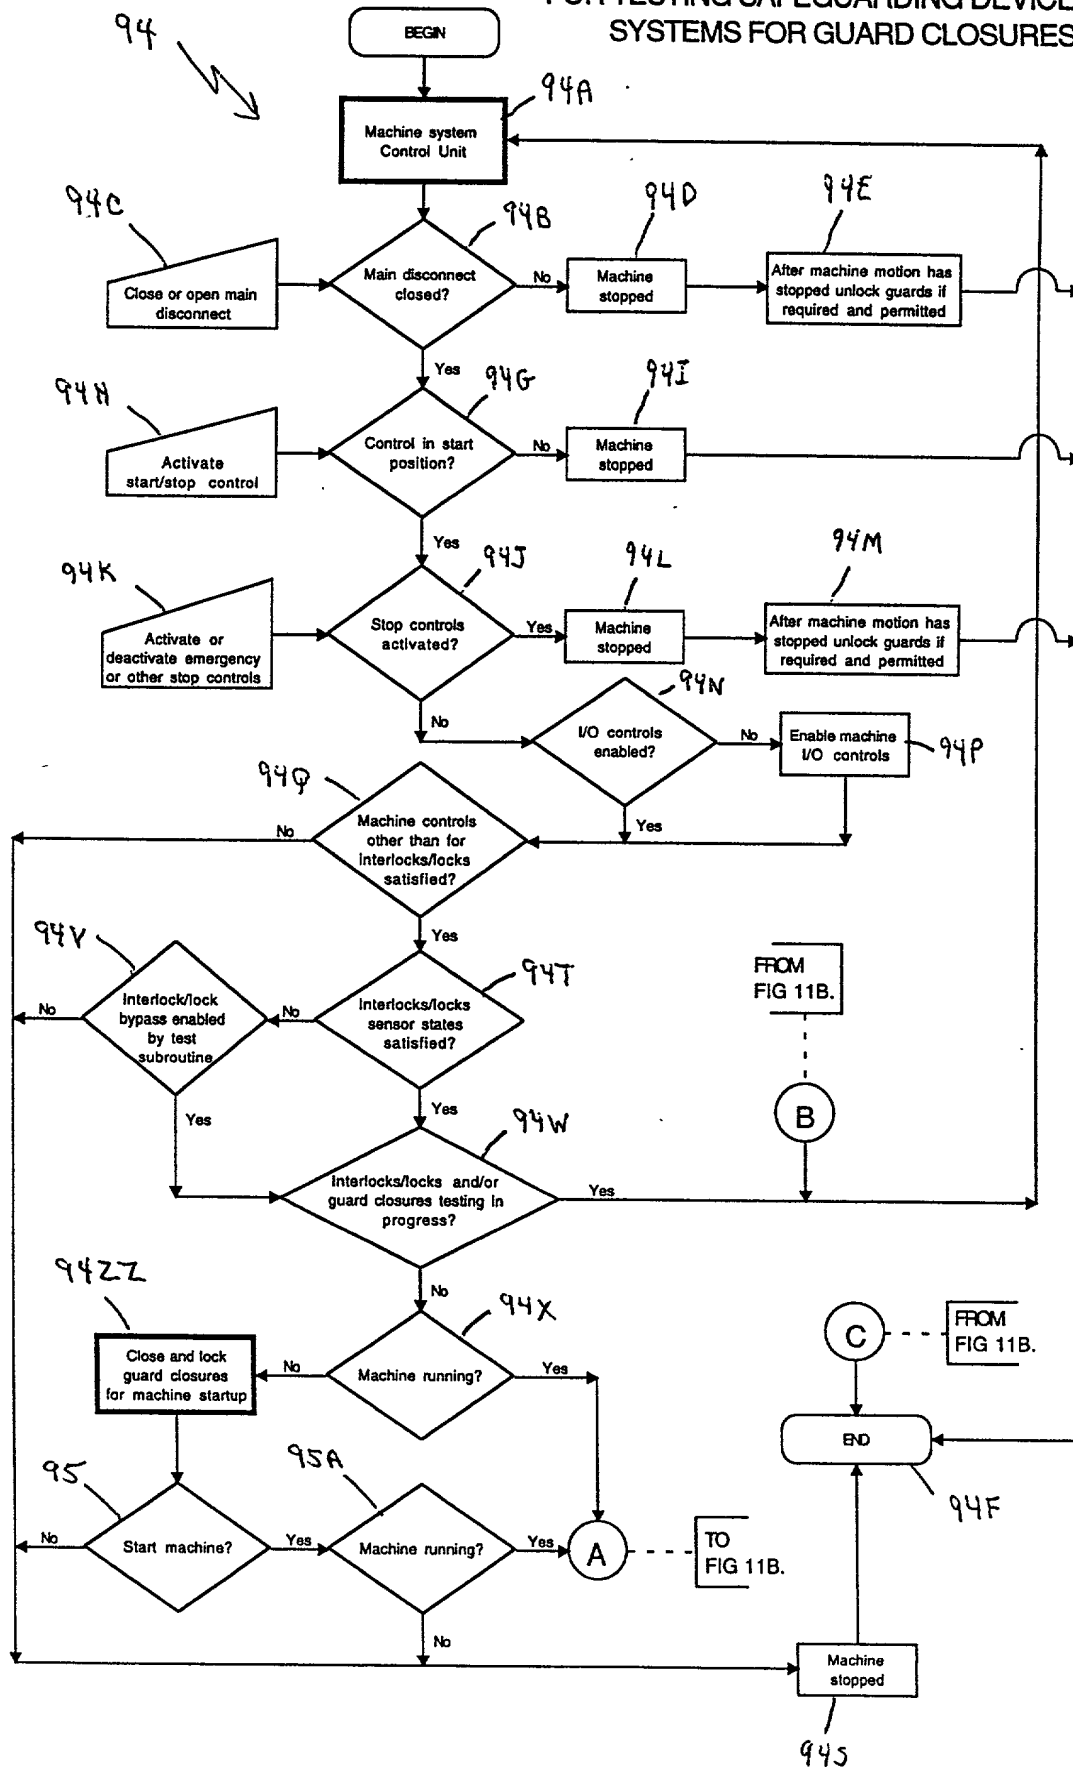 SYSTEMS FOR GUARD CLOSURES
94
BEGIN
94A
Machine system
Control Unit
94C
94B
94D
94E
Close or open main
disconnect
Main disconnect
closed?
No
Machine
stopped
After machine motion has
stopped unlock guards if
required and permitted
Yes
94H
94G
94I
Activate
start/stop control
Control in start
position?
No
Machine
stopped
Yes
94K
94J
94L
94M
Activate or
deactivate emergency
or other stop controls
Stop controls
activated?
Yes
Machine
stopped
After machine motion has
stopped unlock guards if
required and permitted
No
94N
I/O controls
enabled?
No
Enable machine
I/O controls
94P
Yes
94Q
Machine controls
other than for
interlocks/locks
satisfied?
No
Yes
94V
94T
Interlock/lock
bypass enabled
by test
subroutine
No
Interlocks/locks
sensor states
satisfied?
No
Yes
Yes
FROM
FIG 11B.
B
94W
Interlocks/locks and/or
guard closures testing in
progress?
Yes
No
94ZZ
94X
Close and lock
guard closures
for machine startup
No
Machine running?
Yes
C
FROM
FIG 11B.
END
94F
95
95A
No
Start machine?
Yes
Machine running?
Yes
A
TO
FIG 11B.
No
Machine
stopped
94S